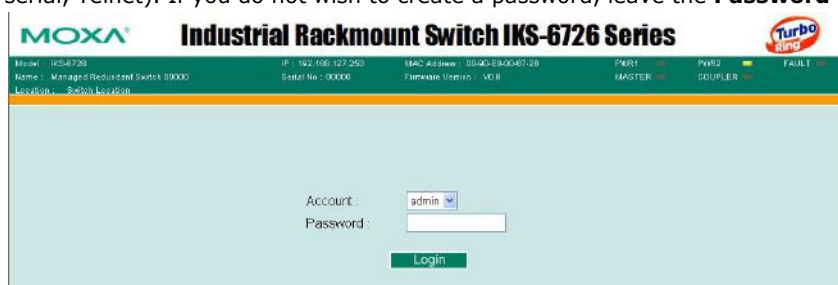 serial, Telnet). If you do not wish to create a password, leave the Password
MOXA Industrial Rackmount Switch IKS-6726 Series Turbo Ring
Model : IKS-6728 IP : 192.168.127.253 MAC Address : 00-90-E8-00-67-28 PWR1 PWR2 FAULT
Name : Managed Redundant Switch 00000 Serial No : 00008 Firmware Version : V0.8 MASTER COUPLER
Location : Switch Location
Account : admin
Password :
Login